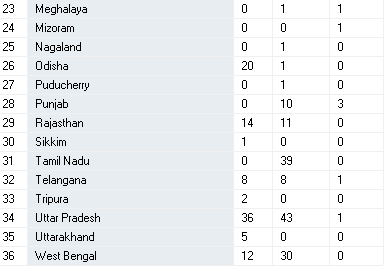 23 Meghalaya 0 1 1
24 Mizoram 0 0 1
25 Nagaland 0 1 0
26 Odisha 20 1 0
27 Puducherry 0 1 0
28 Punjab 0 10 3
29 Rajasthan 14 11 0
30 Sikkim 1 0 0
31 Tamil Nadu 0 39 0
32 Telangana 8 8 1
33 Tripura 2 0 0
34 Uttar Pradesh 36 43 1
35 Uttarakhand 5 0 0
36 West Bengal 12 30 0